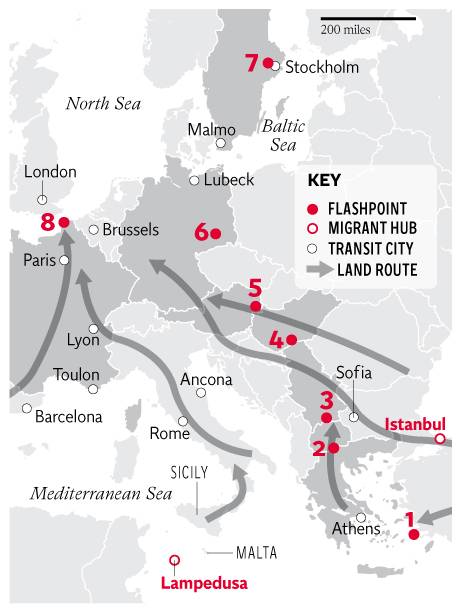 200 miles
7
Stockholm
North Sea
Malmo
Baltic
Sea
London
Lubeck
KEY
FLASHPOINT
MIGRANT HUB
TRANSIT CITY
LAND ROUTE
8
Brussels
6
Paris
5
4
Lyon
Sofia
Toulon
Ancona
3
Barcelona
Rome
Istanbul
2
SICILY
Mediterranean Sea
1
Athens
MALTA
Lampedusa